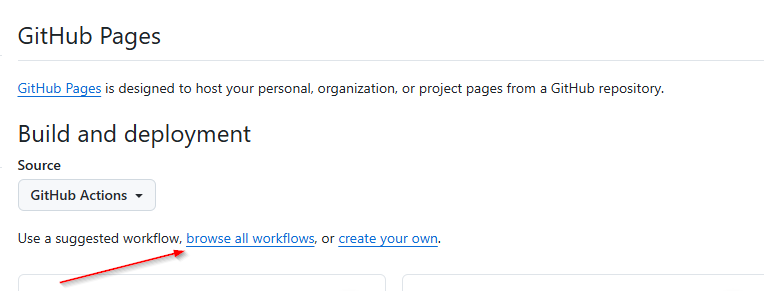 GitHub Pages
GitHub Pages is designed to host your personal, organization, or project pages from a GitHub repository.
Build and deployment
Source
GitHub Actions
Use a suggested workflow, browse all workflows, or create your own.